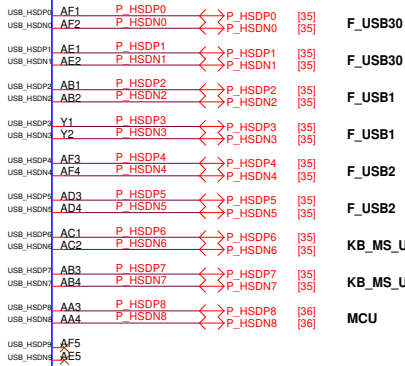 USB_HSDP0 AF1 P_HSDP0 P_HSDP0 [35] F_USB30
USB_HSDN0 AF2 P_HSDN0 P_HSDN0 [35]
USB_HSDP1 AE1 P_HSDP1 P_HSDP1 [35] F_USB30
USB_HSDN1 AE2 P_HSDN1 P_HSDN1 [35]
USB_HSDP2 AB1 P_HSDP2 P_HSDP2 [35] F_USB1
USB_HSDN2 AB2 P_HSDN2 P_HSDN2 [35]
USB_HSDP3 Y1 P_HSDP3 P_HSDP3 [35] F_USB1
USB_HSDN3 Y2 P_HSDN3 P_HSDN3 [35]
USB_HSDP4 AF3 P_HSDP4 P_HSDP4 [35] F_USB2
USB_HSDN4 AF4 P_HSDN4 P_HSDN4 [35]
USB_HSDP5 AD3 P_HSDP5 P_HSDP5 [35] F_USB2
USB_HSDN5 AD4 P_HSDN5 P_HSDN5 [35]
USB_HSDP6 AC1 P_HSDP6 P_HSDP6 [35] KB_MS_U
USB_HSDN6 AC2 P_HSDN6 P_HSDN6 [35]
USB_HSDP7 AB3 P_HSDP7 P_HSDP7 [35] KB_MS_U
USB_HSDN7 AB4 P_HSDN7 P_HSDN7 [35]
USB_HSDP8 AA3 P_HSDP8 P_HSDP8 [36] MCU
USB_HSDN8 AA4 P_HSDN8 P_HSDN8 [36]
USB_HSDP9 AF5
USB_HSDN9 AE5